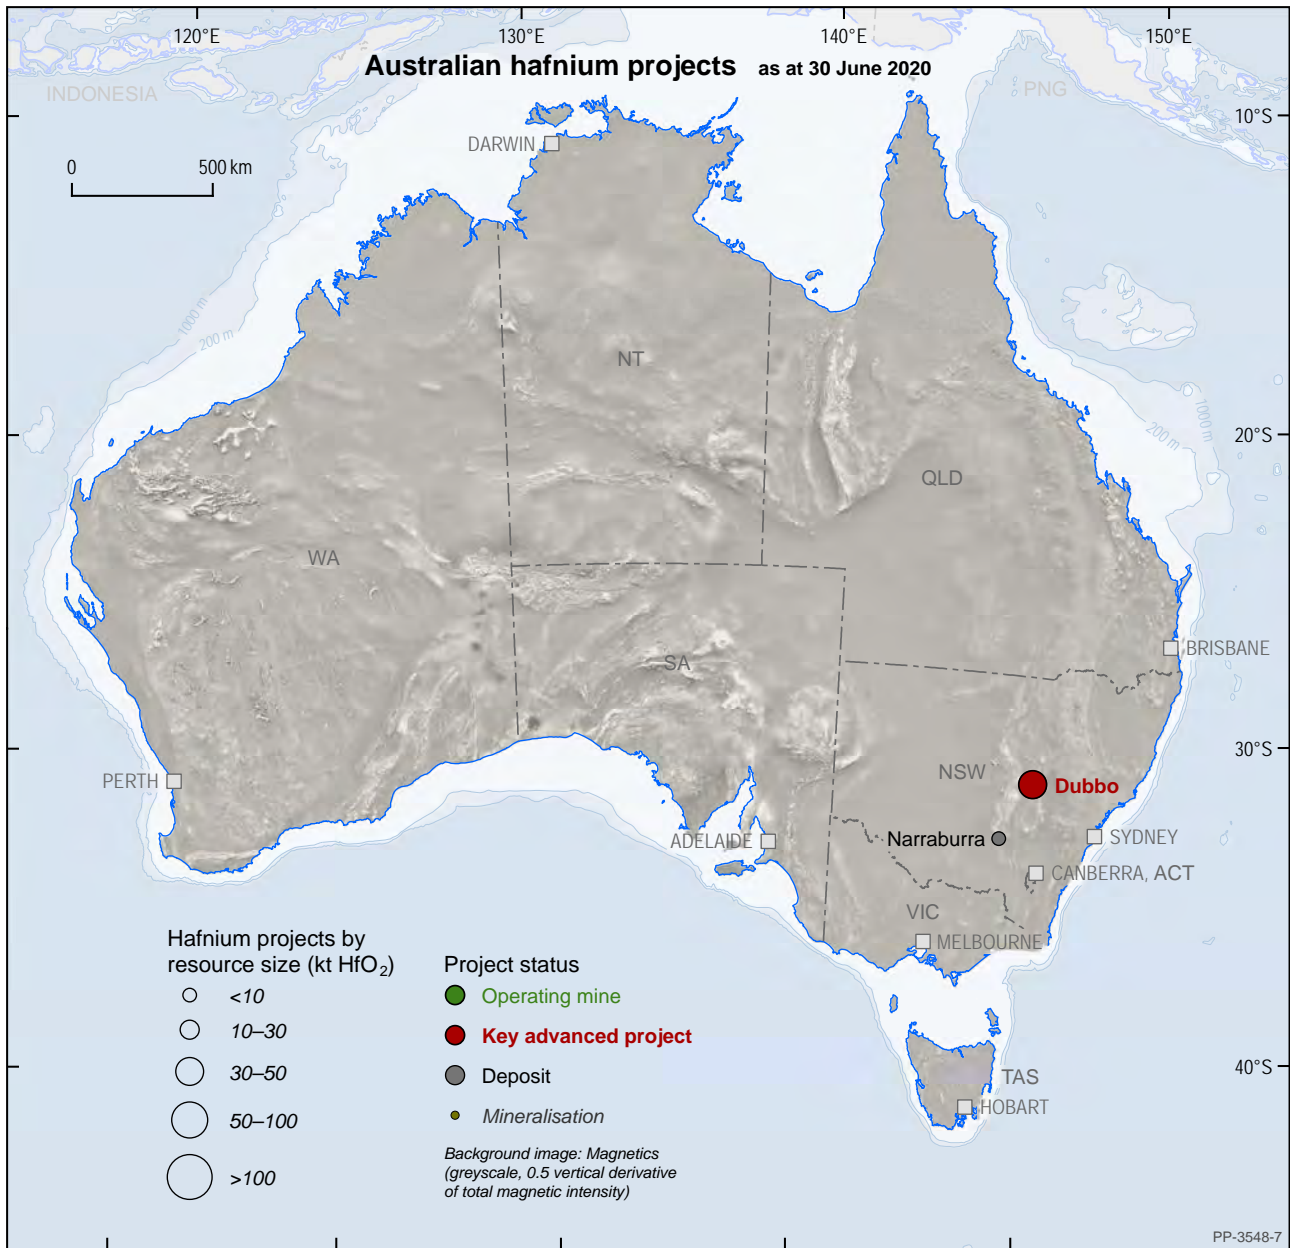 120°E
130°E
140°E
150°E
Australian hafnium projects as at 30 June 2020
INDONESIA
PNG
10°S
DARWIN
0
500 km
1000 m
200 m
NT
20°S
1000 m
200 m
QLD
WA
BRISBANE
SA
30°S
NSW
PERTH
Dubbo
ADELAIDE
Narraburra
SYDNEY
CANBERRA, ACT
VIC
MELBOURNE
Hafnium projects by
resource size (kt HfO₂)
<10
10–30
30–50
50–100
>100
Project status
Operating mine
Key advanced project
Deposit
Mineralisation
Background image: Magnetics
(greyscale, 0.5 vertical derivative
of total magnetic intensity)
40°S
TAS
HOBART
PP-3548-7